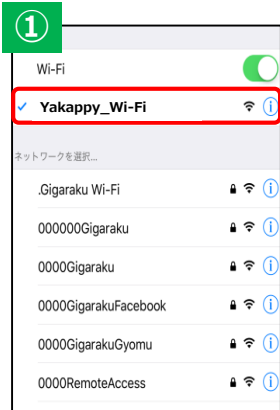 ①
Wi-Fi
Yakappy_Wi-Fi
ネットワークを選択...
.Gigaraku Wi-Fi
000000Gigaraku
0000Gigaraku
0000GigarakuFacebook
0000GigarakuGyomu
0000RemoteAccess